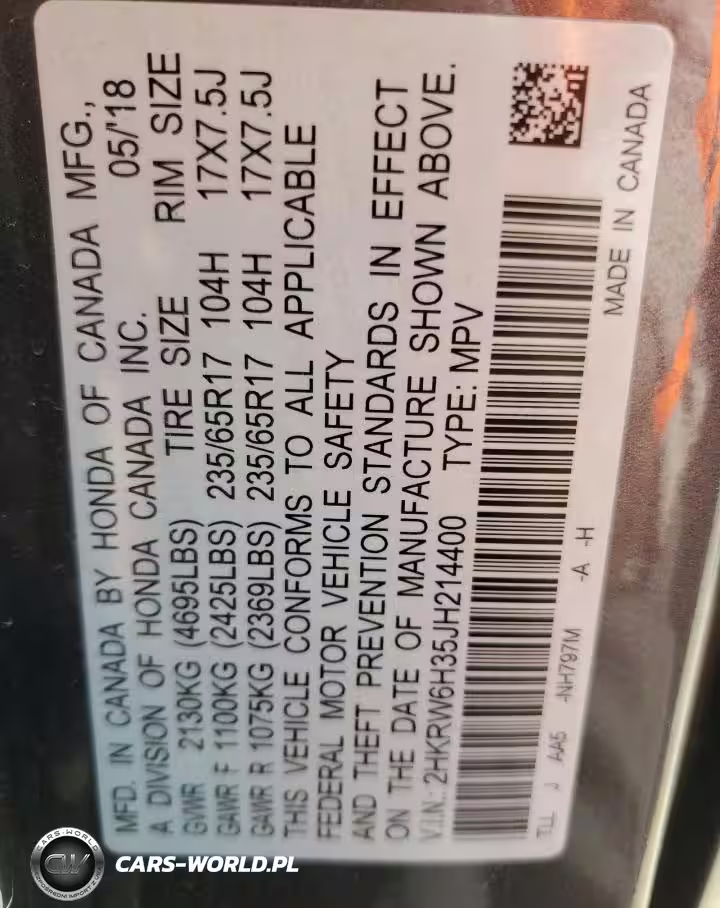 MFD. IN CANADA BY HONDA OF CANADA MFG.,
A DIVISION OF HONDA CANADA INC. 05/'18
GVWR 2130KG (4695LBS) TIRE SIZE RIM SIZE
GAWR F 1100KG (2425LBS) 235/65R17 104H 17X7.5J
GAWR R 1075KG (2369LBS) 235/65R17 104H 17X7.5J
THIS VEHICLE CONFORMS TO ALL APPLICABLE
FEDERAL MOTOR VEHICLE SAFETY
AND THEFT PREVENTION STANDARDS IN EFFECT
ON THE DATE OF MANUFACTURE SHOWN ABOVE.
V.I.N.: 2HKRW6H35JH214400 TYPE: MPV
TLL J AA5 -NH797M -A -H MADE IN CANADA
CARS-WORLD
CW
CARS-WORLD.PL